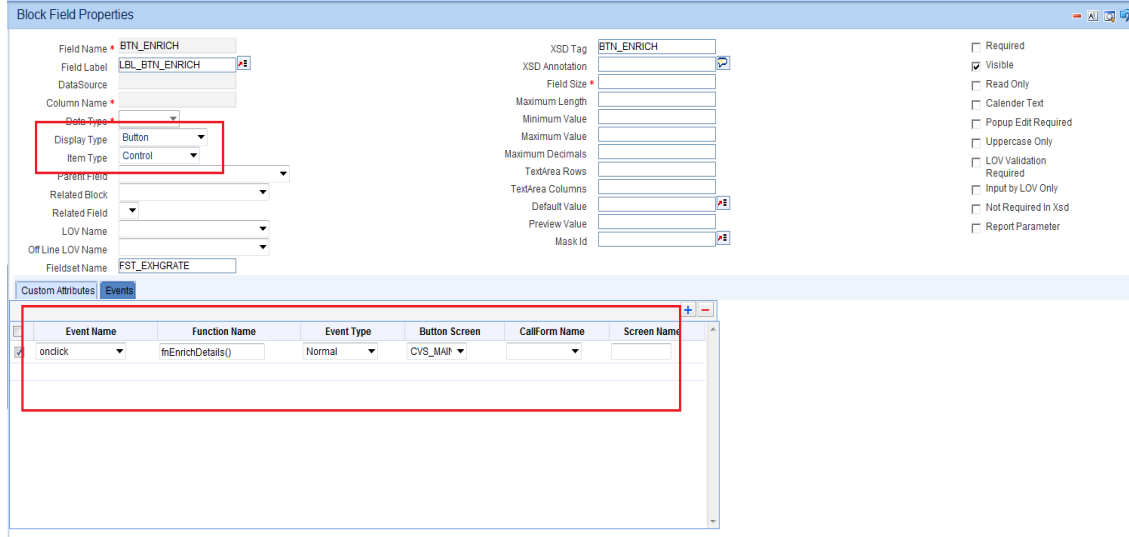 Block Field Properties
Field Name * BTN_ENRICH
Field Label LBL_BTN_ENRICH
DataSource
Column Name *
Data Type *
Display Type Button
Item Type Control
Parent Field
Related Block
Related Field
LOV Name
Off Line LOV Name
Fieldset Name FST_EXHGRATE
XSD Tag BTN_ENRICH
XSD Annotation
Field Size *
Maximum Length
Minimum Value
Maximum Value
Maximum Decimals
TextArea Rows
TextArea Columns
Default Value
Preview Value
Mask Id
Required
Visible
Read Only
Calender Text
Popup Edit Required
Uppercase Only
LOV Validation
Required
Input by LOV Only
Not Required In Xsd
Report Parameter
Custom Attributes Events
Event Name Function Name Event Type Button Screen CallForm Name Screen Name
onclick fnEnrichDetails() Normal CVS_MAIN